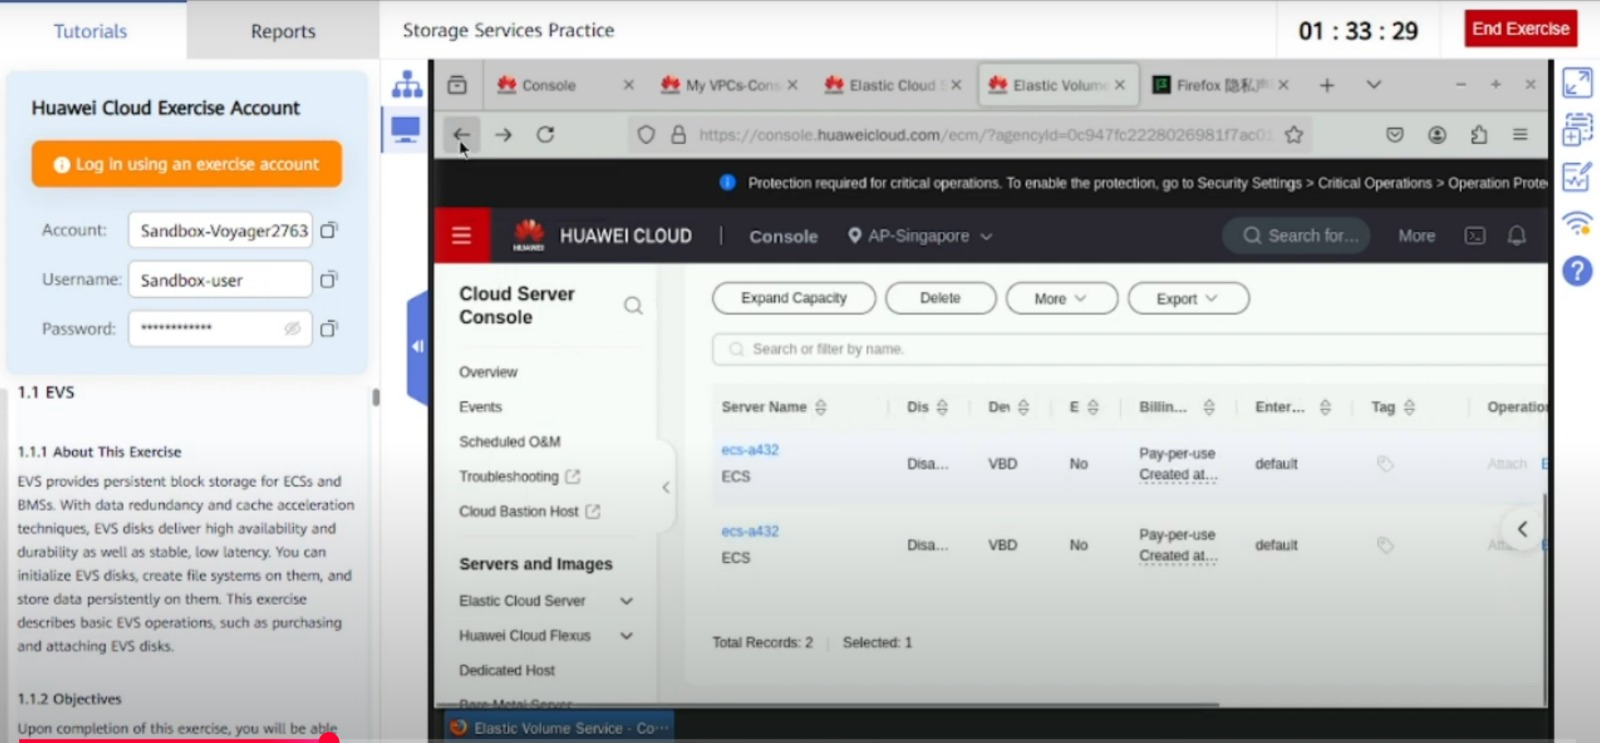 Tutorials
Reports
Storage Services Practice
01 : 33 : 29
End Exercise
Huawei Cloud Exercise Account
Log in using an exercise account
Account: Sandbox-Voyager2763
Username: Sandbox-user
Password: ************
1.1 EVS
1.1.1 About This Exercise
EVS provides persistent block storage for ECSs and
BMSs. With data redundancy and cache acceleration
techniques, EVS disks deliver high availability and
durability as well as stable, low latency. You can
initialize EVS disks, create file systems on them, and
store data persistently on them. This exercise
describes basic EVS operations, such as purchasing
and attaching EVS disks.
1.1.2 Objectives
Upon completion of this exercise, you will be able
Console
My VPCs-Cons
Elastic Cloud S
Elastic Volume
Firefox 隐私声
https://console.huaweicloud.com/ecm/?agencyId=0c947fc2228026981f7ac01
Protection required for critical operations. To enable the protection, go to Security Settings > Critical Operations > Operation Prote
HUAWEI
HUAWEI CLOUD
Console
AP-Singapore
Search for...
More
Cloud Server
Console
Overview
Events
Scheduled O&M
Troubleshooting
Cloud Bastion Host
Servers and Images
Elastic Cloud Server
Huawei Cloud Flexus
Dedicated Host
Bare Metal Server
Expand Capacity
Delete
More
Export
Search or filter by name.
Server Name Dis Dev E Billin... Enter... Tag Operation
ecs-a432
ECS
Disa... VBD No Pay-per-use
Created at...
default
Attach E
ecs-a432
ECS
Disa... VBD No Pay-per-use
Created at...
default
Total Records: 2 Selected: 1
Elastic Volume Service - Co···